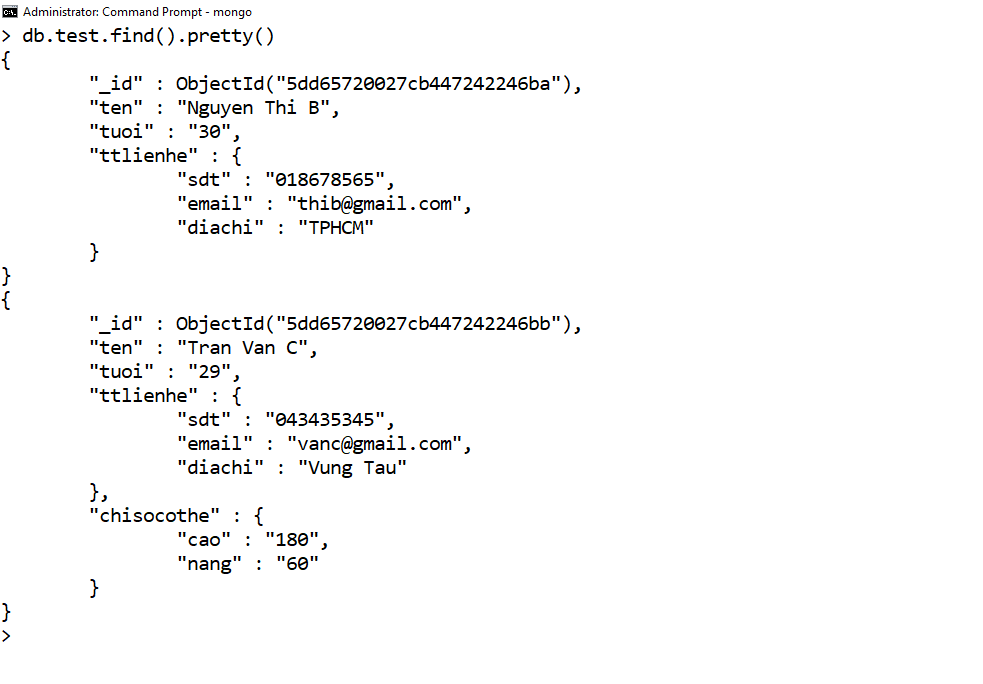 Administrator: Command Prompt - mongo
> db.test.find().pretty()
{
        "_id" : ObjectId("5dd65720027cb447242246ba"),
        "ten" : "Nguyen Thi B",
        "tuoi" : "30",
        "ttlienhe" : {
                "sdt" : "018678565",
                "email" : "thib@gmail.com",
                "diachi" : "TPHCM"
        }
}
{
        "_id" : ObjectId("5dd65720027cb447242246bb"),
        "ten" : "Tran Van C",
        "tuoi" : "29",
        "ttlienhe" : {
                "sdt" : "043435345",
                "email" : "vanc@gmail.com",
                "diachi" : "Vung Tau"
        },
        "chisocothe" : {
                "cao" : "180",
                "nang" : "60"
        }
}
>